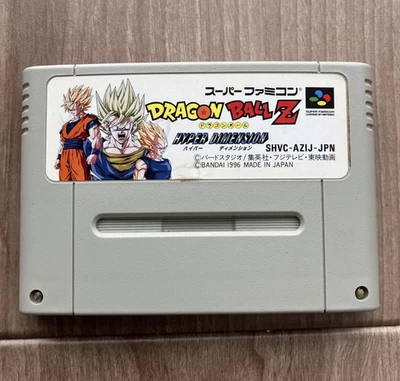 スーパーファミコン
DRAGON BALL Z
ドラゴンボール
SUPER FAMICOM
HYPER DIMENSION
ハイパー ディメンション
SHVC-AZIJ-JPN
©バードスタジオ/集英社・フジテレビ・東映動画
©BANDAI 1996 MADE IN JAPAN